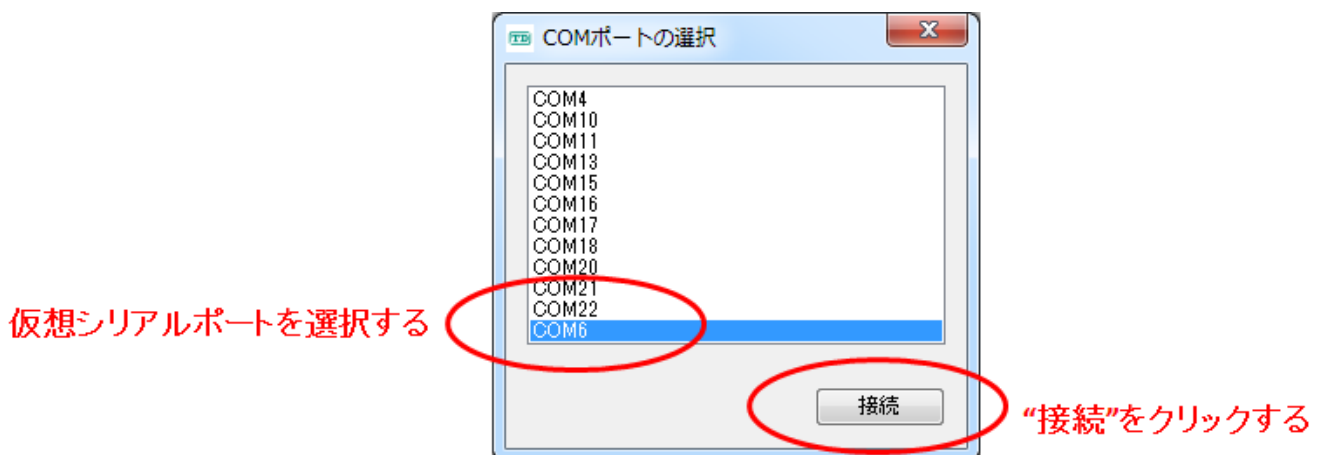 TD COMポートの選択
COM4
COM10
COM11
COM13
COM15
COM16
COM17
COM18
COM20
COM21
COM22
COM6
仮想シリアルポートを選択する
接続
“接続”をクリックする